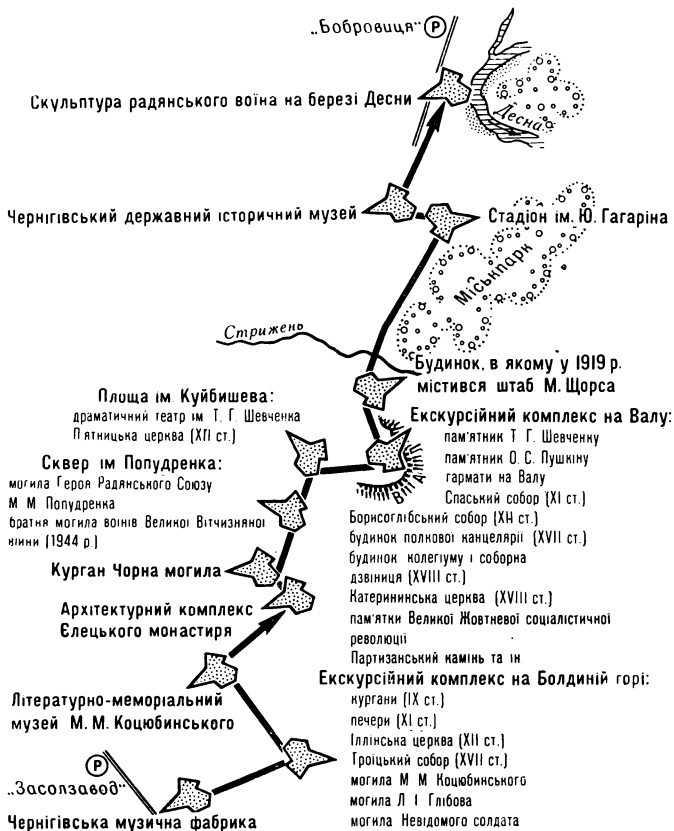 „Бобровиця" Р
Скульптура радянського воїна на березі Десни
Десна
Чернігівський державний історичний музей
Стадіон ім. Ю. Гагаріна
Міськпарк
Стрижень
Будинок, в якому у 1919 р.
містився штаб М. Щорса
Площа ім. Куйбишева:
драматичний театр ім Т. Г. Шевченка
П'ятницька церква (XII ст.)
Екскурсійний комплекс на Валу:
пам'ятник Т Г. Шевченку
пам'ятник О. С. Пушкіну
гармати на Валу
Спаський собор (XI ст.)
Борисоглібський собор (XII ст.)
будинок полкової канцелярії (XVII ст.)
будинок колегіуму і соборна
дзвіниця (XVIII ст.)
Катерининська церква (XVIII ст.)
пам'ятки Великої Жовтневої соціалістичної
революції
Партизанський камінь та ін
Сквер ім Попудренка:
могила Героя Радянського Союзу
М М Попудренка
братня могила воїнів Великої Вітчизняної
війни (1944 р.)
Курган Чорна могила
Архітектурний комплекс
Єлецького монастиря
Літературно-меморіальний
музей М. М. Коцюбинського
Екскурсійний комплекс на Болдиній горі:
кургани (IX ст.)
печери (XI ст.)
Іллінська церква (XII ст.)
Троїцький собор (XVII ст.)
могила М М Коцюбинського
могила Л І Глібова
могила Невідомого солдата
Р
„Засолзавод"
Чернігівська музична фабрика